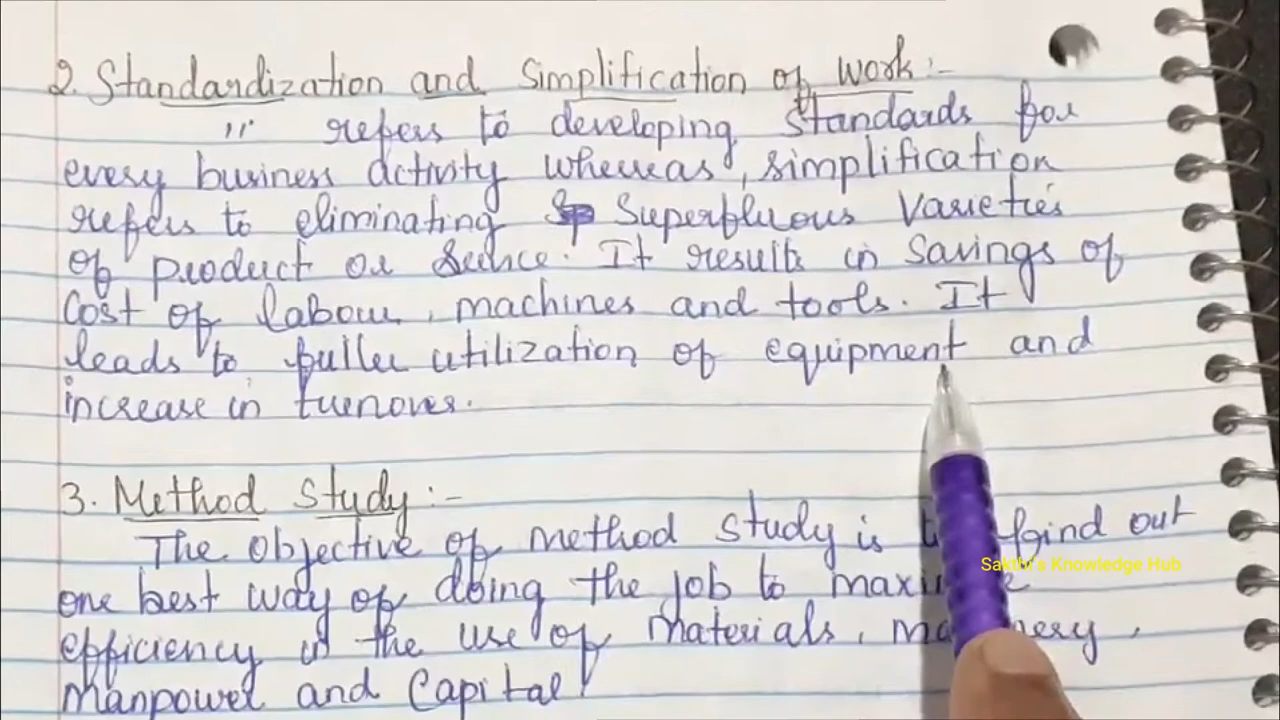 2. Standardization and Simplification of Work:-
" refers to developing standards for
every business activity whereas, simplification
refers to eliminating Superfluous Varieties
of product or Service. It results in Savings of
Cost of labour, machines and tools. It
leads to fuller utilization of equipment and
increase in turnover.
3. Method Study:-
The Objective of method study is find out
one best way of doing the job to
efficiency in the use of materials,
Manpower and Capital
Sakthi's Knowledge Hub